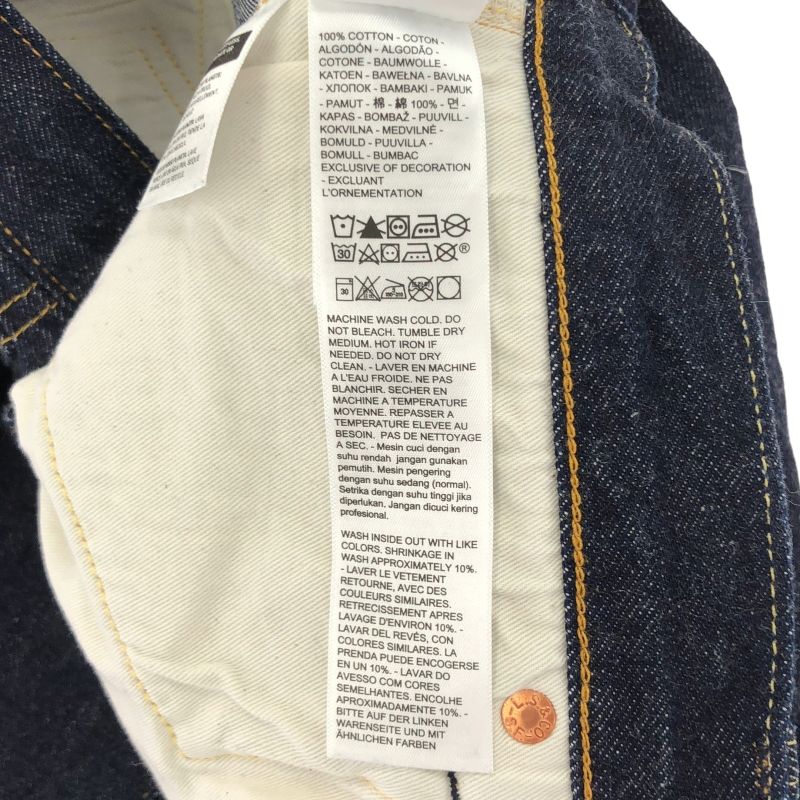 100% COTTON - COTON -
ALGODÓN - ALGODÃO -
COTONE - BAUMWOLLE -
KATOEN - BAWEŁNA - BAVLNA
- ХЛОПОК - BAMBAKI - PAMUK
- PAMUT - 棉 - 綿 100% - 면 -
KAPAS - BOMBAŽ - PUUVILL -
KOKVILNA - MEDVILNĖ -
BOMULD - PUUVILLA -
BOMULL - BUMBAC
EXCLUSIVE OF DECORATION
- EXCLUANT
L'ORNEMENTATION
30
®
30
MACHINE WASH COLD. DO
NOT BLEACH. TUMBLE DRY
MEDIUM. HOT IRON IF
NEEDED. DO NOT DRY
CLEAN. - LAVER EN MACHINE
A L'EAU FROIDE. NE PAS
BLANCHIR. SECHER EN
MACHINE A TEMPERATURE
MOYENNE. REPASSER A
TEMPERATURE ELEVEE AU
BESOIN. PAS DE NETTOYAGE
A SEC. - Mesin cuci dengan
suhu rendah jangan gunakan
pemutih. Mesin pengering
dengan suhu sedang (normal).
Setrika dengan suhu tinggi jika
diperlukan. Jangan dicuci kering
profesional.
WASH INSIDE OUT WITH LIKE
COLORS. SHRINKAGE IN
WASH APPROXIMATELY 10%.
- LAVER LE VETEMENT
RETOURNE, AVEC DES
COULEURS SIMILAIRES.
RETRECISSEMENT APRES
LAVAGE D'ENVIRON 10%. -
LAVAR DEL REVÉS, CON
COLORES SIMILARES. LA
PRENDA PUEDE ENCOGERSE
EN UN 10%. - LAVAR DO
AVESSO COM CORES
SEMELHANTES. ENCOLHE
APROXIMADAMENTE 10%. -
BITTE AUF DER LINKEN
WARENSEITE UND MIT
ÄHNLICHEN FARBEN